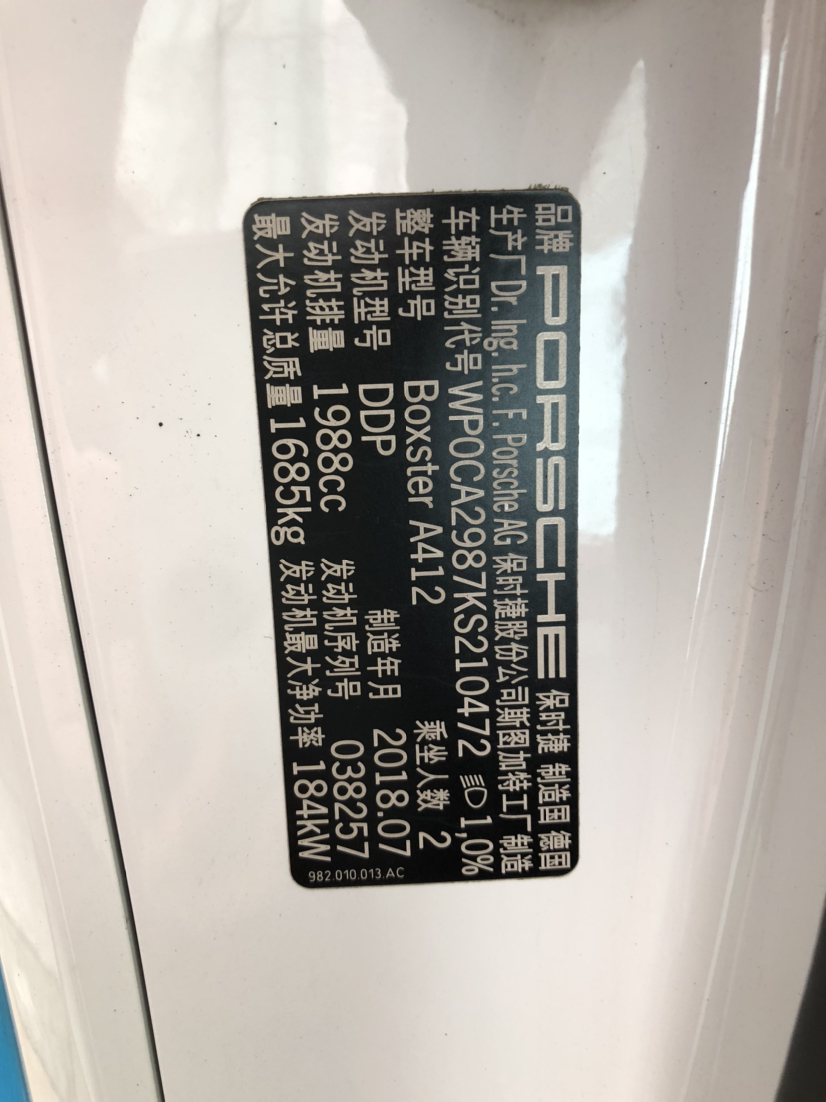 品牌 PORSCHE 保时捷 制造国 德国
生产厂 Dr. Ing. h.c. F. Porsche AG 保时捷股份公司斯图加特工厂 制造
车辆识别代号 WP0CA2987KS210472 1,0%
整车型号 Boxster A412 乘坐人数 2
发动机型号 DDP 制造年月 2018.07
发动机排量 1988cc 发动机序列号 038257
最大允许总质量 1685kg 发动机最大净功率 184kW
982.010.013.AC